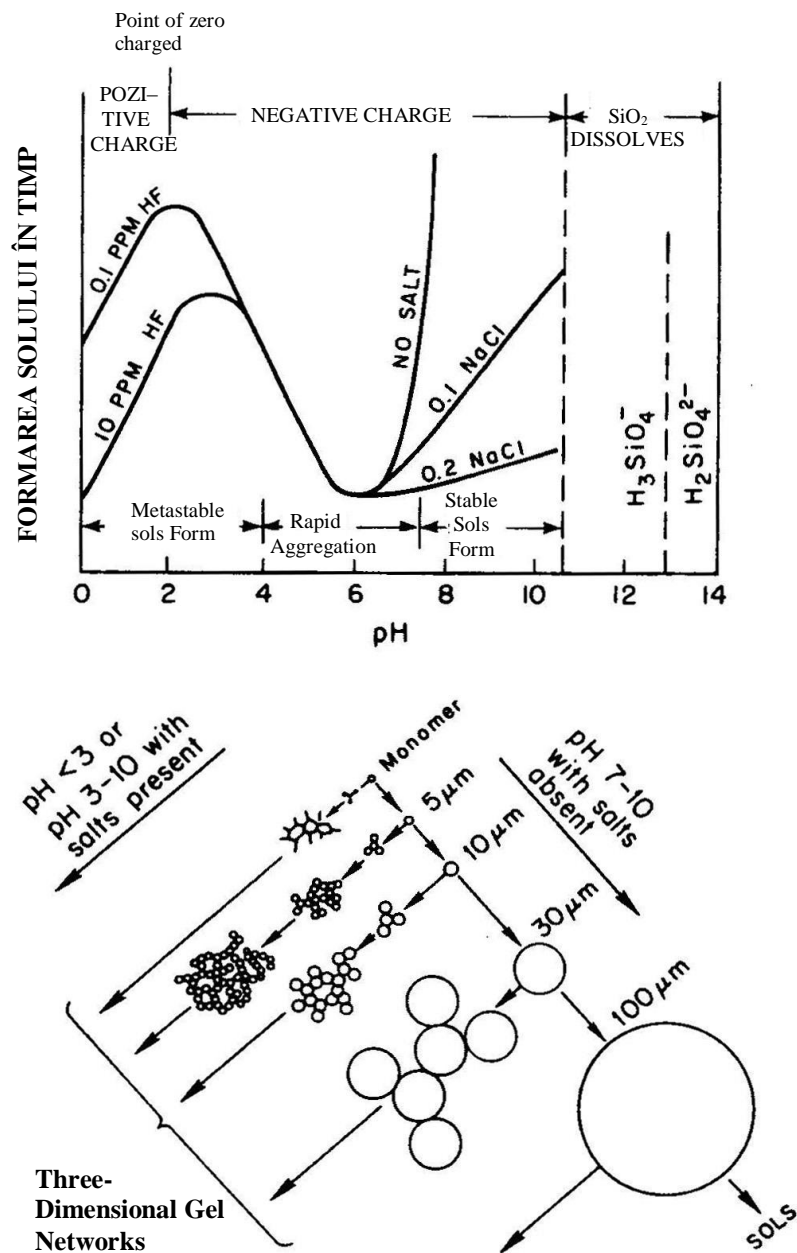 Point of zero
charged
POZI–
TIVE
CHARGE
NEGATIVE CHARGE
SiO₂
DISSOLVES
FORMAREA SOLULUI ÎN TIMP
0.1 PPM HF
10 PPM HF
NO SALT
0.1 NaCl
0.2 NaCl
H₃SiO₄⁻
H₂SiO₄²⁻
Metastable
sols Form
Rapid
Aggregation
Stable
Sols
Form
0 2 4 6 8 10 12 14
pH
pH <3 or
pH 3-10 with
salts present
Monomer
5μm
10μm
30μm
100μm
pH 7-10
with salts
absent
Three-
Dimensional Gel
Networks
SOLS